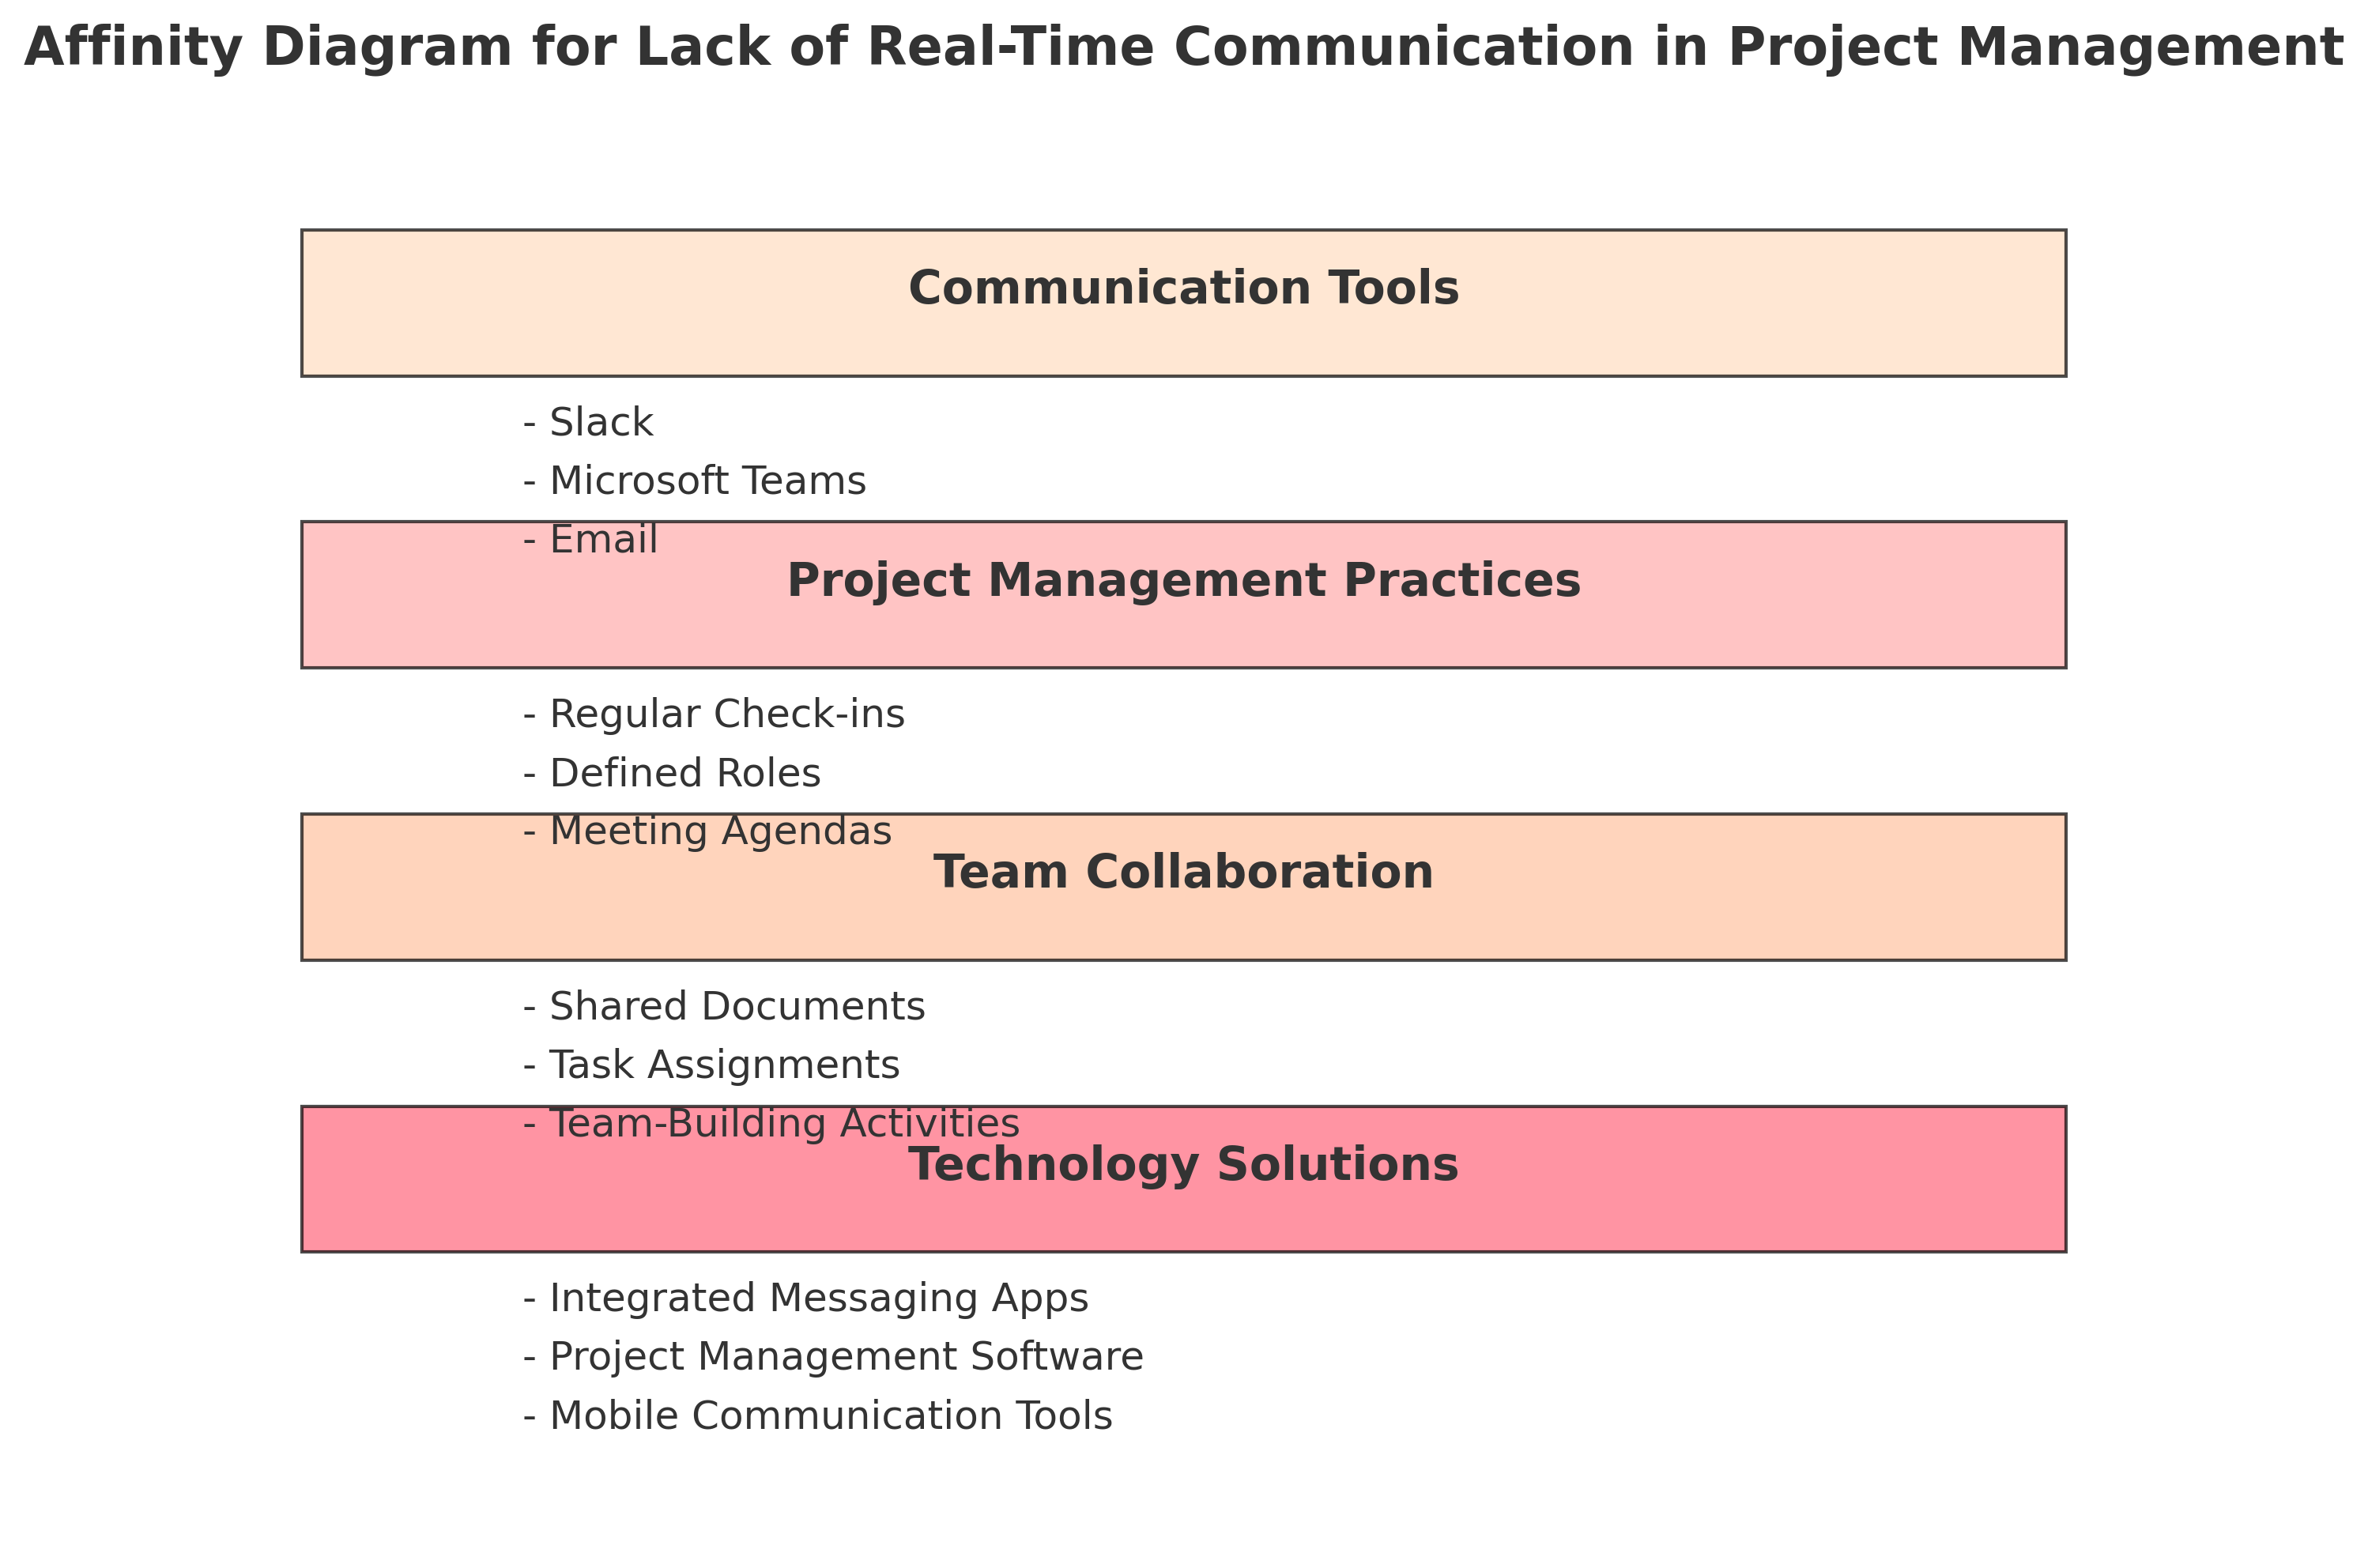 Affinity Diagram for Lack of Real-Time Communication in Project Management
Communication Tools
- Slack
- Microsoft Teams
- Email
Project Management Practices
- Regular Check-ins
- Defined Roles
- Meeting Agendas
Team Collaboration
- Shared Documents
- Task Assignments
- Team-Building Activities
Technology Solutions
- Integrated Messaging Apps
- Project Management Software
- Mobile Communication Tools